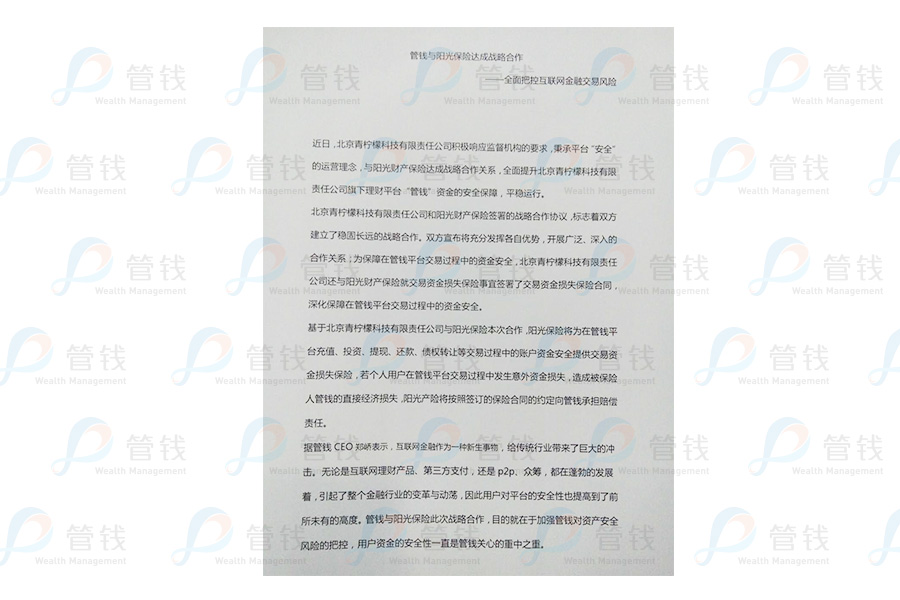 管钱与阳光保险达成战略合作
——全面把控互联网金融交易风险
近日，北京青柠檬科技有限责任公司积极响应监督机构的要求，秉承平台“安全”
的运营理念，与阳光财产保险达成战略合作关系，全面提升北京青柠檬科技有限
责任公司旗下理财平台“管钱”资金的安全保障，平稳运行。
北京青柠檬科技有限责任公司和阳光财产保险签署的战略合作协议，标志着双方
建立了稳固长远的战略合作。双方宣布将充分发挥各自优势，开展广泛、深入的
合作关系；为保障在管钱平台交易过程中的资金安全，北京青柠檬科技有限责任
公司还与阳光财产保险就交易资金损失保险事宜签署了交易资金损失保险合同，
深化保障在管钱平台交易过程中的资金安全。
基于北京青柠檬科技有限责任公司与阳光保险本次合作，阳光保险将为在管钱平
台充值、投资、提现、还款、债权转让等交易过程中的账户资金安全提供交易资
金损失保险，若个人用户在管钱平台交易过程中发生意外资金损失，造成被保险
人管钱的直接经济损失，阳光产险将按照签订的保险合同的约定向管钱承担赔偿
责任。
据管钱 CEO 郑峤表示，互联网金融作为一种新生事物，给传统行业带来了巨大的冲
击。无论是互联网理财产品、第三方支付，还是 p2p、众筹，都在蓬勃的发展
着，引起了整个金融行业的变革与动荡，因此用户对平台的安全性也提高到了前
所未有的高度。管钱与阳光保险此次战略合作，目的就在于加强管钱对资产安全
风险的把控，用户资金的安全性一直是管钱关心的重中之重。
管钱
Wealth Management